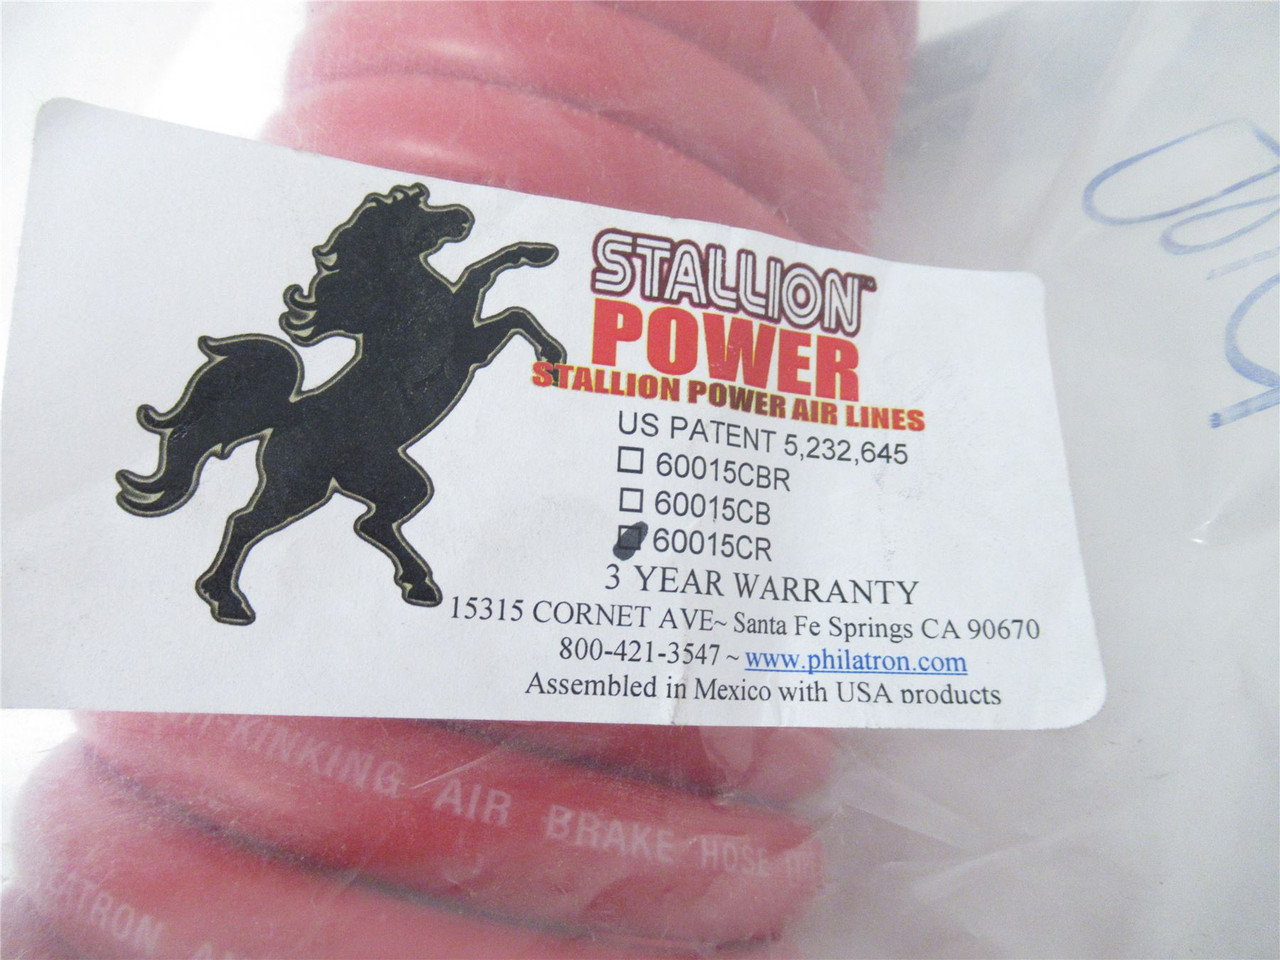 STALLION™
POWER
STALLION POWER AIR LINES
US PATENT 5,232,645
60015CBR
60015CB
60015CR
3 YEAR WARRANTY
15315 CORNET AVE~ Santa Fe Springs CA 90670
800-421-3547 ~ www.philatron.com
Assembled in Mexico with USA products
-KINKING AIR BRAKE HOSE
ATRON